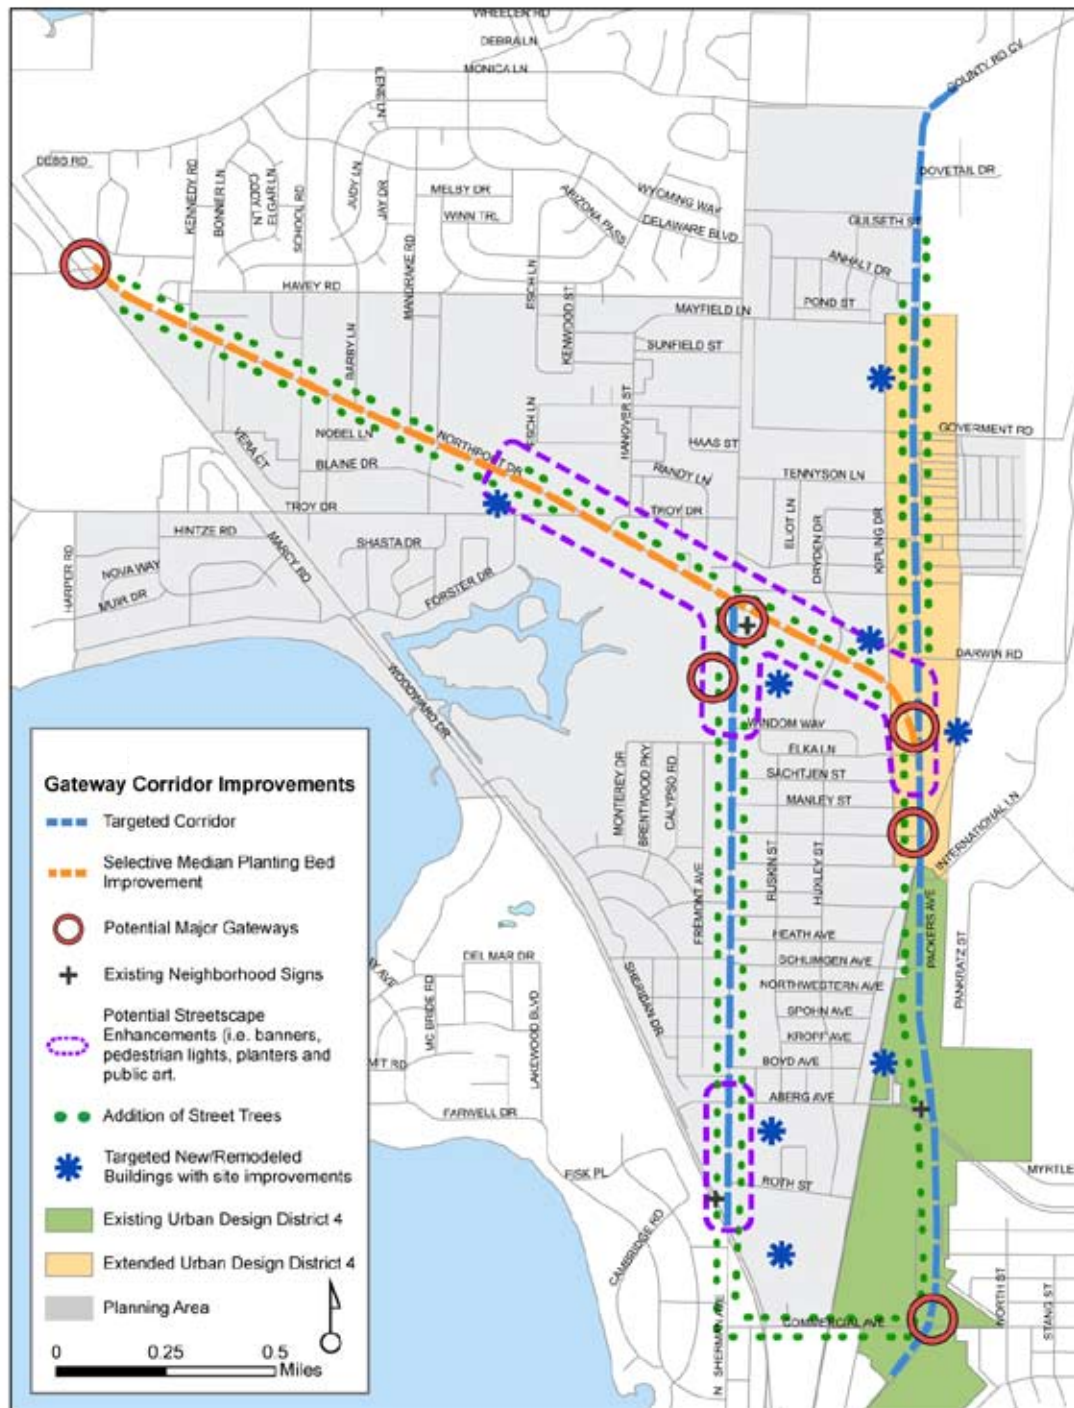 WHEELER RD
DEBRA LN
MONICA LN
COUNTY RD CV
LENIE LN
DEBS RD
KENNEDY RD
BONNER LN
CODY LN
ELGAR LN
SCHOOL RD
JUDY LN
JAY DR
MELBY DR
WINN TRL
ARIZONA PASS
WYOMING WAY
DELAWARE BLVD
DOVETAIL DR
GULSETH ST
ANHALT DR
POND ST
MANDRAKE RD
HAVEY RD
ESCH LN
KENWOOD ST
MAYFIELD LN
SUNFIELD ST
BARBY LN
HANOVER ST
ESCH LN
HAAS ST
GOVERMENT RD
NOBEL LN
VERA CT
BLAINE DR
NORTHPORT DR
RANDY LN
TENNYSON LN
TROY DR
TROY DR
ELIOT LN
DRYDEN DR
KIPLING DR
HINTZE RD
MARCY RD
SHASTA DR
HARPER RD
NOVA WAY
MUIR DR
FORSTER DR
DARWIN RD
WOODWARD DR
WINDOM WAY
ELKA LN
SACHTJEN ST
MANLEY ST
INTERNATIONAL LN
MONTEREY DR
BRENTWOOD PKY
CALYPSO RD
FREMONT AVE
RUSKIN ST
HUXLEY ST
PACKERS AVE
PANKRATZ ST
HEATH AVE
SCHLIMGEN AVE
NORTHWESTERN AVE
SPOHN AVE
KROPF AVE
BOYD AVE
ABERG AVE
DEL MAR DR
MC BRIDE RD
LAKEWOOD BLVD
SHERIDAN DR
FARWELL DR
FISK PL
ROTH ST
MYRTLE
CAMBRIDGE RD
N SHERMAN AVE
COMMERCIAL AVE
NORTH ST
STANG ST
Gateway Corridor Improvements
Targeted Corridor
Selective Median Planting Bed
Improvement
Potential Major Gateways
Existing Neighborhood Signs
Potential Streetscape
Enhancements (i.e. banners,
pedestrian lights, planters and
public art.
Addition of Street Trees
Targeted New/Remodeled
Buildings with site improvements
Existing Urban Design District 4
Extended Urban Design District 4
Planning Area
0 0.25 0.5
Miles